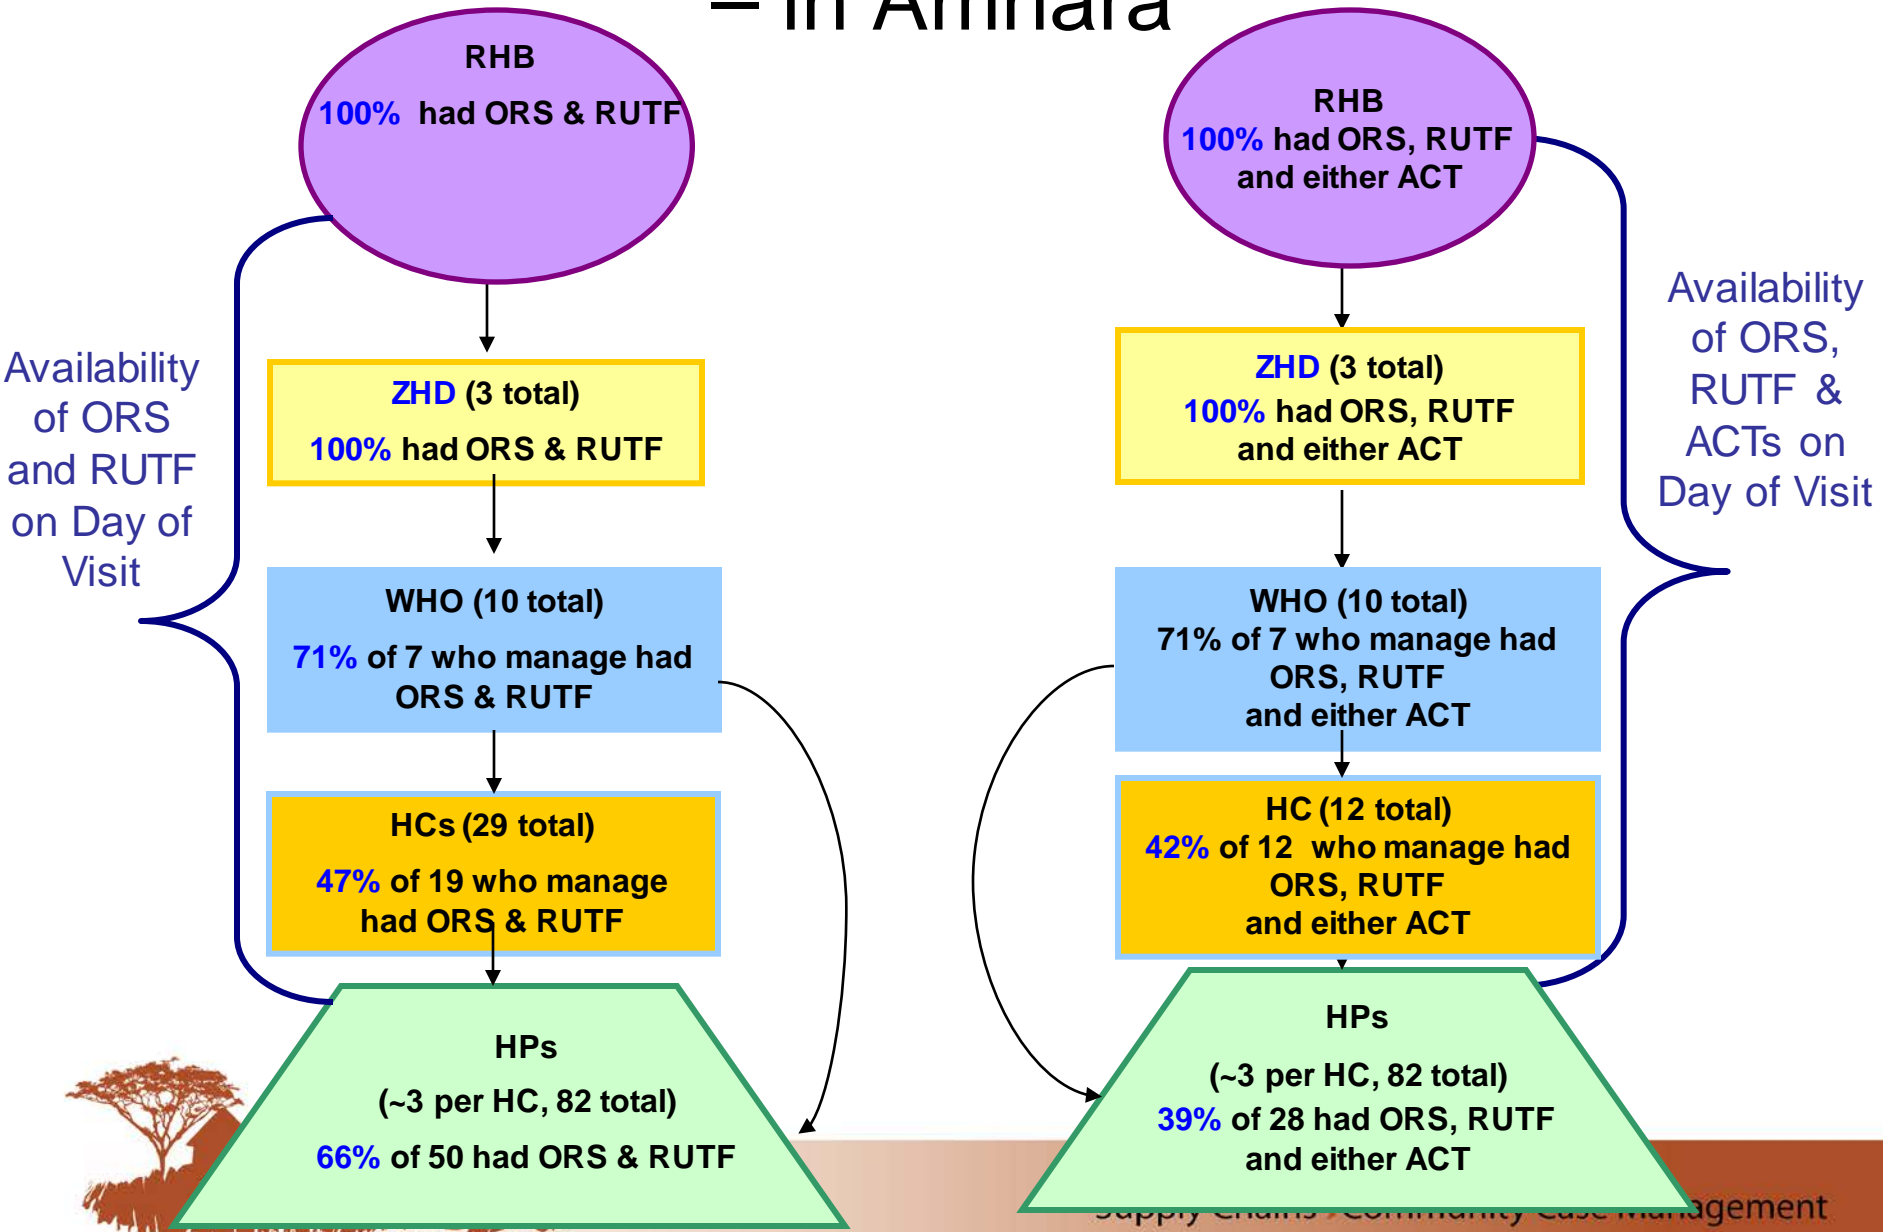 – in Amhara
RHB
100% had ORS & RUTF
ZHD (3 total)
100% had ORS & RUTF
WHO (10 total)
71% of 7 who manage had
ORS & RUTF
HCs (29 total)
47% of 19 who manage
had ORS & RUTF
HPs
(~3 per HC, 82 total)
66% of 50 had ORS & RUTF
Availability
of ORS
and RUTF
on Day of
Visit
RHB
100% had ORS, RUTF
and either ACT
ZHD (3 total)
100% had ORS, RUTF
and either ACT
WHO (10 total)
71% of 7 who manage had
ORS, RUTF
and either ACT
HC (12 total)
42% of 12 who manage had
ORS, RUTF
and either ACT
HPs
(~3 per HC, 82 total)
39% of 28 had ORS, RUTF
and either ACT
Availability
of ORS,
RUTF &
ACTs on
Day of Visit
Supply Chains Community Case Management